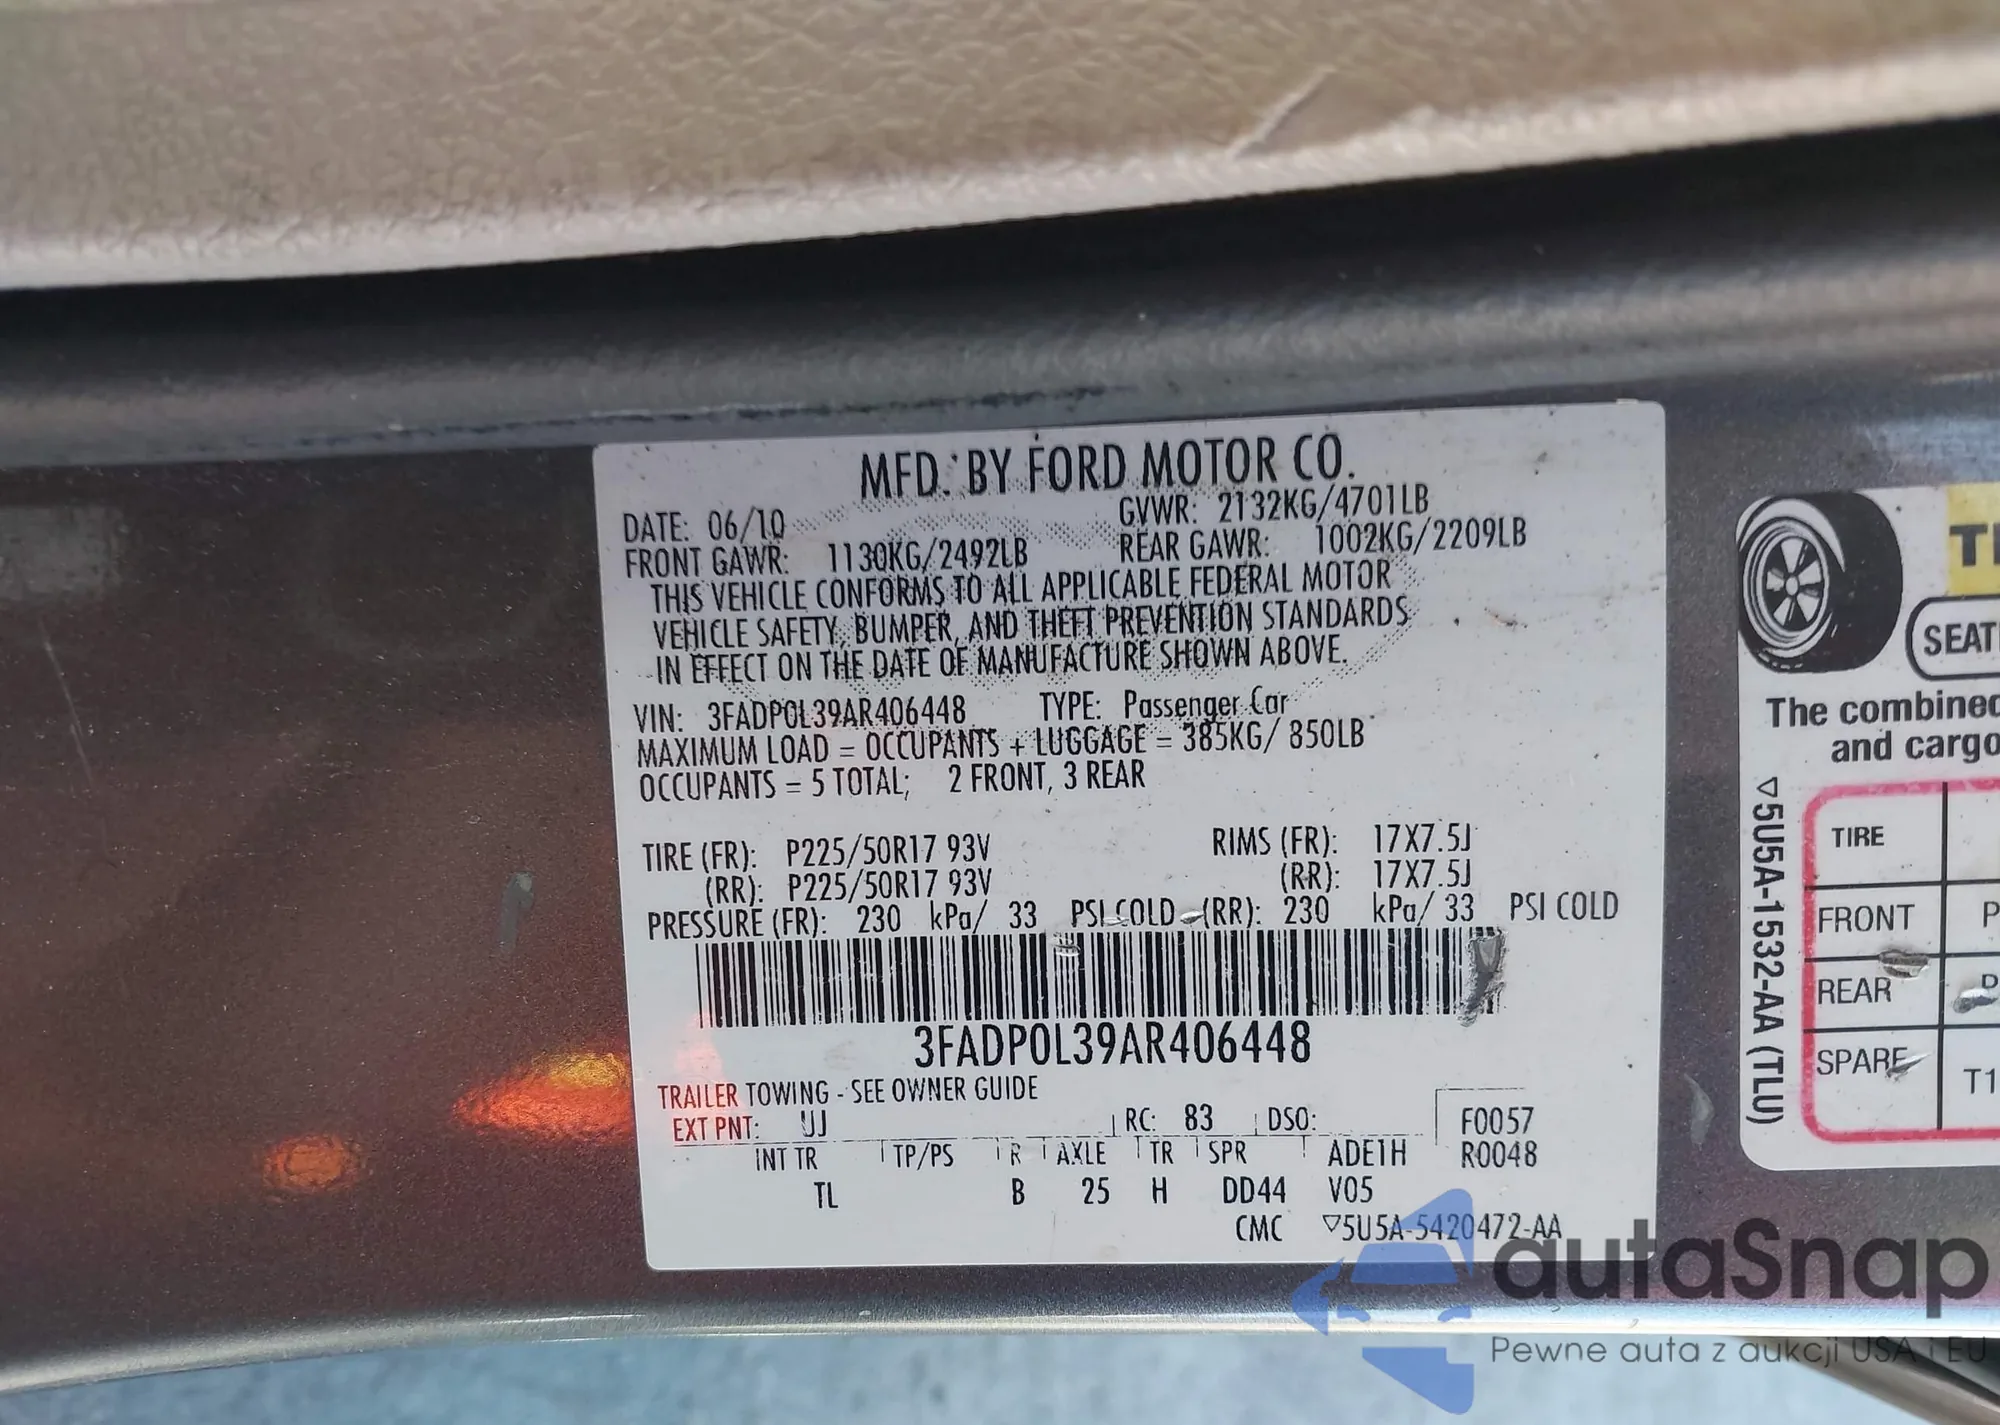 MFD. BY FORD MOTOR CO.
DATE: 06/10 GVWR: 2132KG/4701LB
FRONT GAWR: 1130KG/2492LB REAR GAWR: 1002KG/2209LB
THIS VEHICLE CONFORMS TO ALL APPLICABLE FEDERAL MOTOR
VEHICLE SAFETY, BUMPER, AND THEFT PREVENTION STANDARDS
IN EFFECT ON THE DATE OF MANUFACTURE SHOWN ABOVE.
VIN: 3FADP0L39AR406448 TYPE: Passenger Car
MAXIMUM LOAD = OCCUPANTS + LUGGAGE = 385KG/ 850LB
OCCUPANTS = 5 TOTAL; 2 FRONT, 3 REAR
TIRE (FR): P225/50R17 93V RIMS (FR): 17X7.5J
(RR): P225/50R17 93V (RR): 17X7.5J
PRESSURE (FR): 230 kPa/ 33 PSI COLD (RR): 230 kPa/ 33 PSI COLD
3FADP0L39AR406448
TRAILER TOWING - SEE OWNER GUIDE
EXT PNT: UJ RC: 83 DSO: F0057
INT TR TP/PS R AXLE TR SPR ADE1H R0048
TL B 25 H DD44 V05
CMC ▽5U5A-5420472-AA
TI
SEAT
The combined
and cargo
▽5U5A-1532-AA (TLU)
TIRE
FRONT P
REAR P
SPARE T1
autaSnap
Pewne auta z aukcji USA i EU